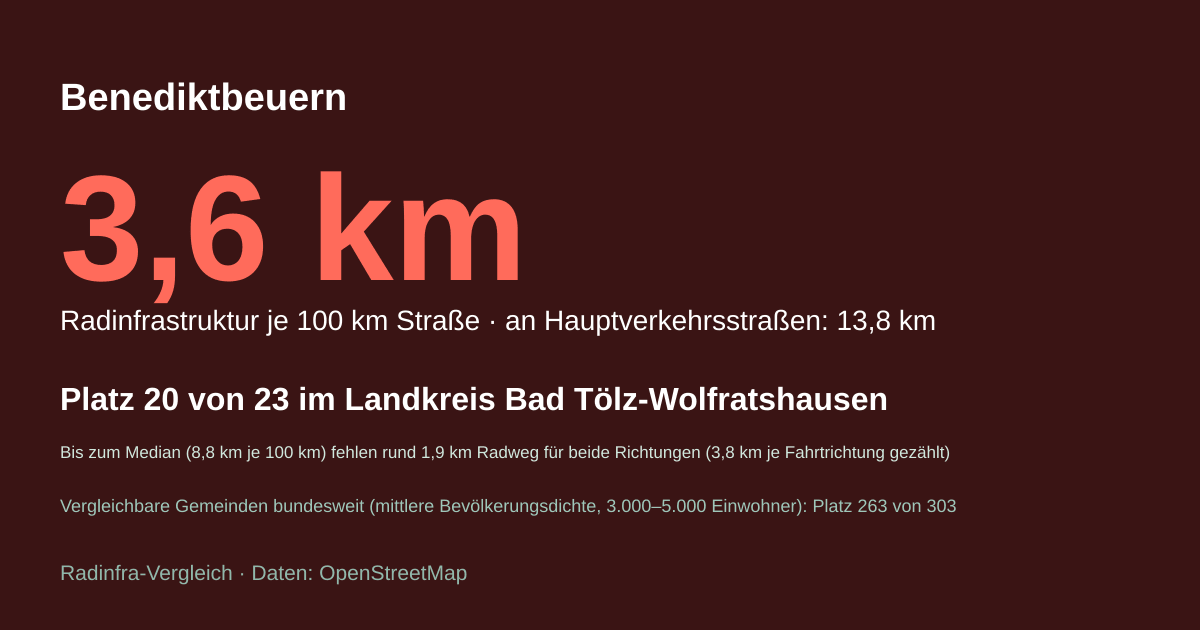 Benediktbeuern
3,6 km
Radinfrastruktur je 100 km Straße · an Hauptverkehrsstraßen: 13,8 km
Platz 20 von 23 im Landkreis Bad Tölz-Wolfratshausen
Bis zum Median (8,8 km je 100 km) fehlen rund 1,9 km Radweg für beide Richtungen (3,8 km je Fahrtrichtung gezählt)
Vergleichbare Gemeinden bundesweit (mittlere Bevölkerungsdichte, 3.000–5.000 Einwohner): Platz 263 von 303
Radinfra-Vergleich · Daten: OpenStreetMap